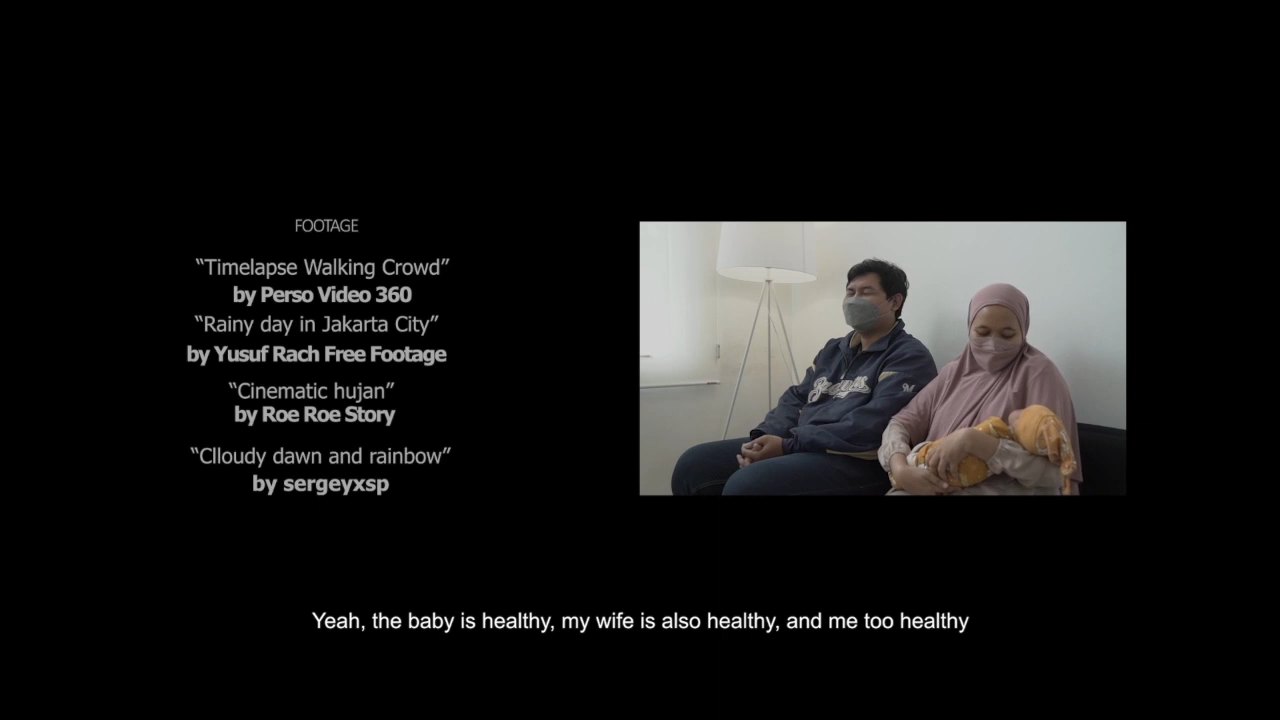 FOOTAGE
“Timelapse Walking Crowd”
by Perso Video 360
“Rainy day in Jakarta City”
by Yusuf Rach Free Footage
“Cinematic hujan”
by Roe Roe Story
“Clloudy dawn and rainbow”
by sergeyxsp
Yeah, the baby is healthy, my wife is also healthy, and me too healthy